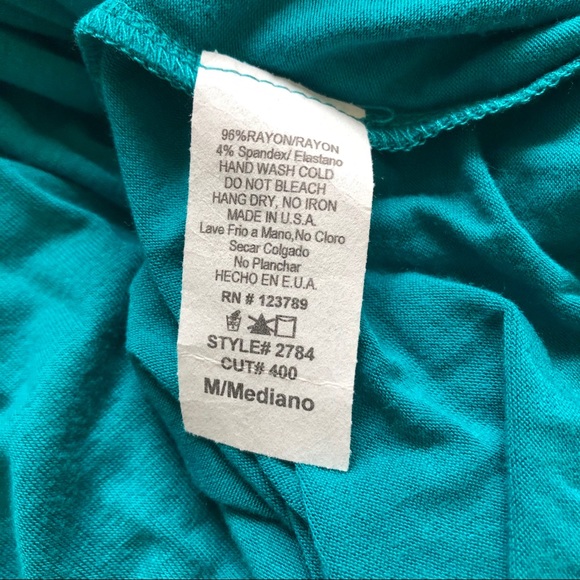 96%RAYON/RAYON
4% Spandex/ Elastano
HAND WASH COLD
DO NOT BLEACH
HANG DRY, NO IRON
MADE IN U.S.A.
Lave Frio a Mano,No Cloro
Secar Colgado
No Planchar
HECHO EN E.U.A.
RN # 123789
STYLE# 2784
CUT# 400
M/Mediano